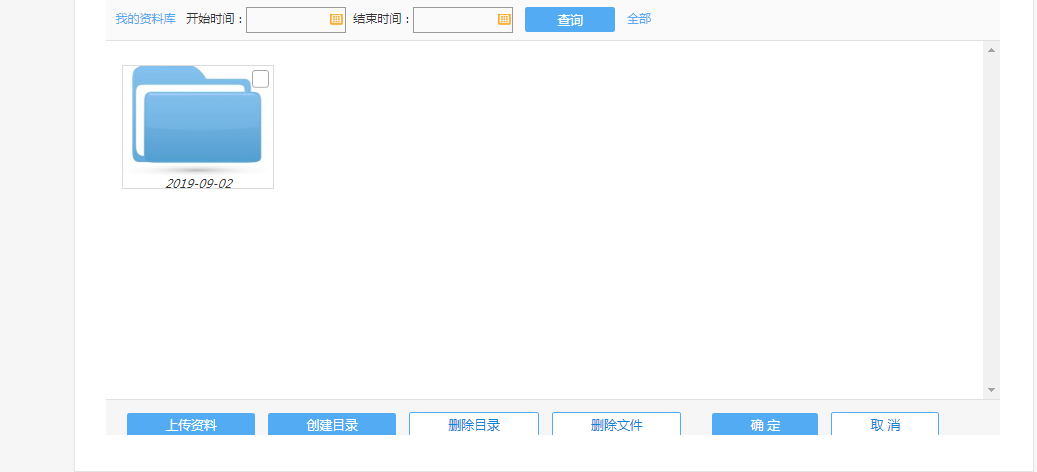 我的资料库 开始时间： 结束时间： 查询 全部
2019-09-02
上传资料 创建目录 删除目录 删除文件 确 定 取 消